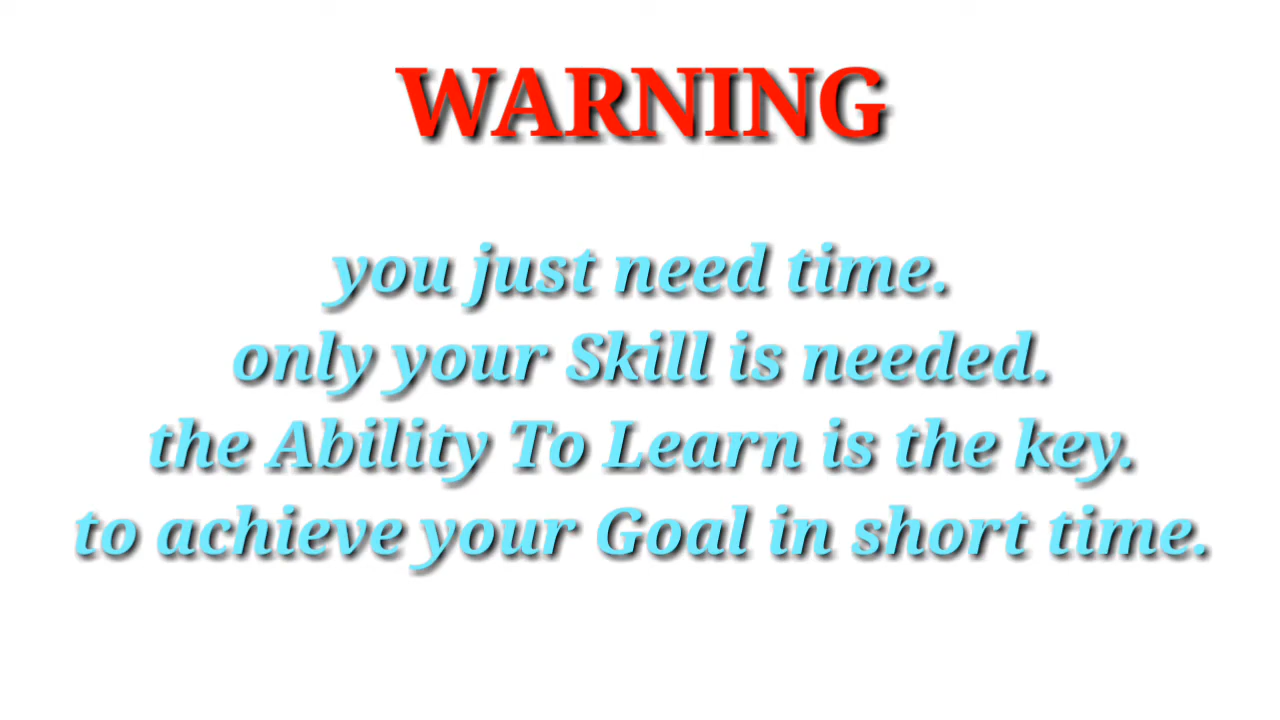 WARNING
you just need time.
only your Skill is needed.
the Ability To Learn is the key.
to achieve your Goal in short time.